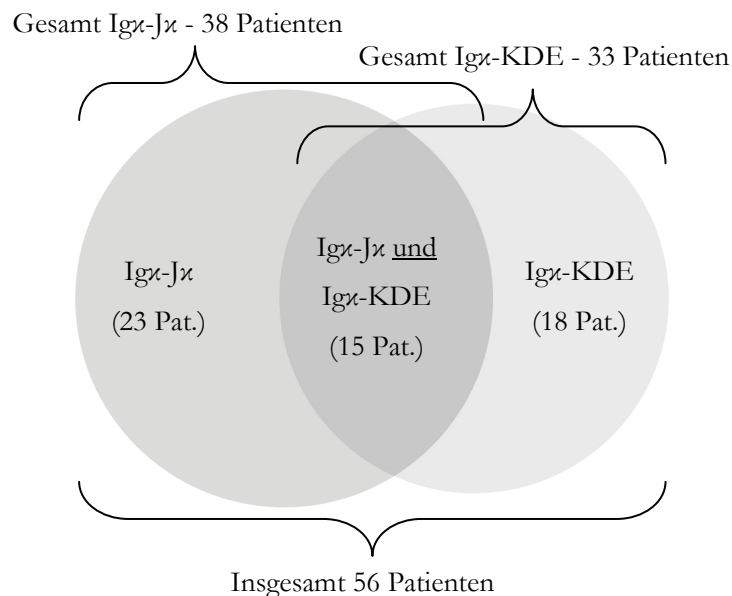 Gesamt Igϰ-Jϰ - 38 Patienten
Gesamt Igϰ-KDE - 33 Patienten
Igϰ-Jϰ
(23 Pat.)
Igϰ-Jϰ und
Igϰ-KDE
(15 Pat.)
Igϰ-KDE
(18 Pat.)
Insgesamt 56 Patienten